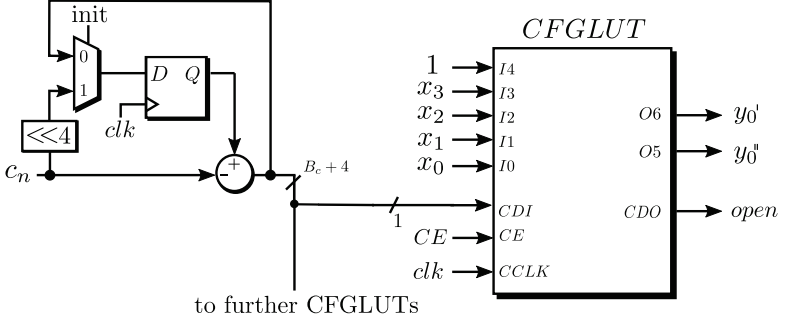 init
CFGLUT
0
1
D Q
clk
<<4
c_n
+
-
B_c + 4
1
to further CFGLUTs
1 I4
x_3 I3
x_2 I2
x_1 I1
x_0 I0
CDI
CE CE
clk CCLK
O6 y_0'
O5 y_0''
CDO open